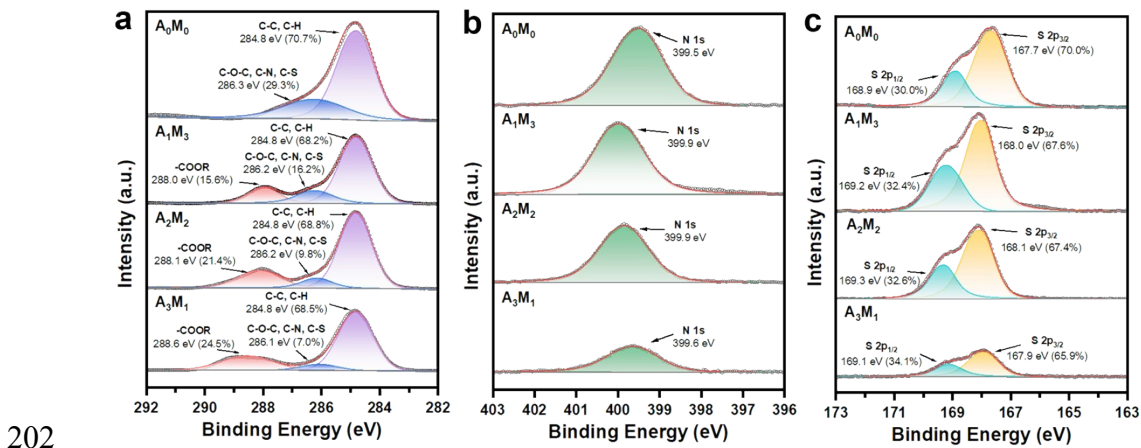 a
A₀M₀
C-C, C-H
284.8 eV (70.7%)
C-O-C, C-N, C-S
286.3 eV (29.3%)
A₁M₃
C-C, C-H
284.8 eV (68.2%)
C-O-C, C-N, C-S
286.2 eV (16.2%)
-COOR
288.0 eV (15.6%)
A₂M₂
C-C, C-H
284.8 eV (68.8%)
C-O-C, C-N, C-S
286.2 eV (9.8%)
-COOR
288.1 eV (21.4%)
A₃M₁
C-C, C-H
284.8 eV (68.5%)
C-O-C, C-N, C-S
286.1 eV (7.0%)
-COOR
288.6 eV (24.5%)
Intensity (a.u.)
292 290 288 286 284 282
Binding Energy (eV)
b
A₀M₀
N 1s
399.5 eV
A₁M₃
N 1s
399.9 eV
A₂M₂
N 1s
399.9 eV
A₃M₁
N 1s
399.6 eV
Intensity (a.u.)
403 402 401 400 399 398 397 396
Binding Energy (eV)
c
A₀M₀
S 2p₃/₂
167.7 eV (70.0%)
S 2p₁/₂
168.9 eV (30.0%)
A₁M₃
S 2p₃/₂
168.0 eV (67.6%)
S 2p₁/₂
169.2 eV (32.4%)
A₂M₂
S 2p₃/₂
168.1 eV (67.4%)
S 2p₁/₂
169.3 eV (32.6%)
A₃M₁
S 2p₃/₂
167.9 eV (65.9%)
S 2p₁/₂
169.1 eV (34.1%)
Intensity (a.u.)
173 171 169 167 165 163
Binding Energy (eV)
202